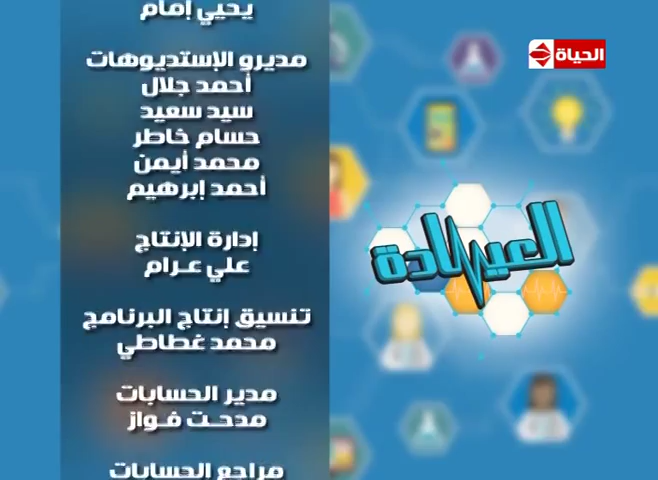 يحيي إمام
مديرو الإستديوهات
أحمد جلال
سيد سعيد
حسام خاطر
محمد أيمن
أحمد إبرهيم
إدارة الإنتاج
علي عرام
تنسيق إنتاج البرنامج
محمد غطاطي
مدير الحسابات
مدحت فواز
مراجع الحسابات
الحياة
العيادة